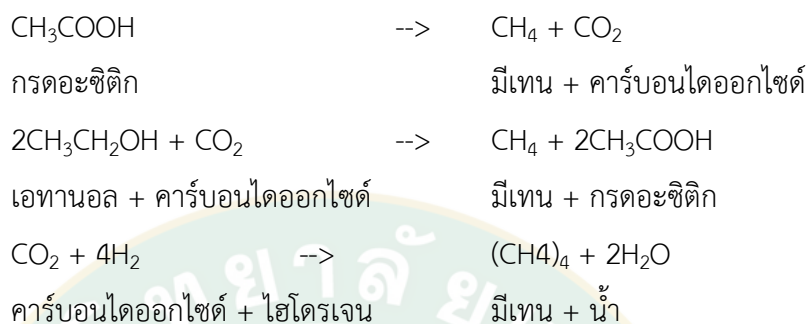 CH₃COOH --> CH₄ + CO₂
กรดอะซิติก มีเทน + คาร์บอนไดออกไซด์
2CH₃CH₂OH + CO₂ --> CH₄ + 2CH₃COOH
เอทานอล + คาร์บอนไดออกไซด์ มีเทน + กรดอะซิติก
CO₂ + 4H₂ --> (CH4)₄ + 2H₂O
คาร์บอนไดออกไซด์ + ไฮโดรเจน มีเทน + น้ำ